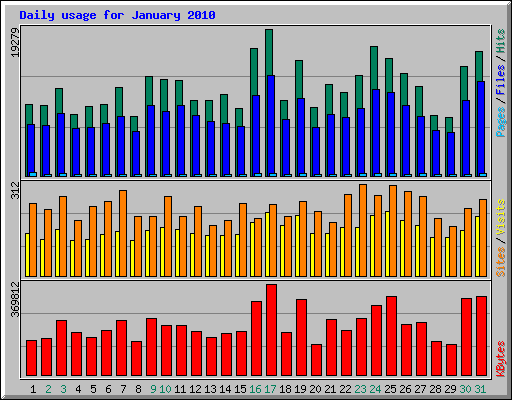 Daily usage for January 2010
19279
Pages / Files / Hits
312
Sites / Visits
369812
KBytes
1 2 3 4 5 6 7 8 9 10 11 12 13 14 15 16 17 18 19 20 21 22 23 24 25 26 27 28 29 30 31